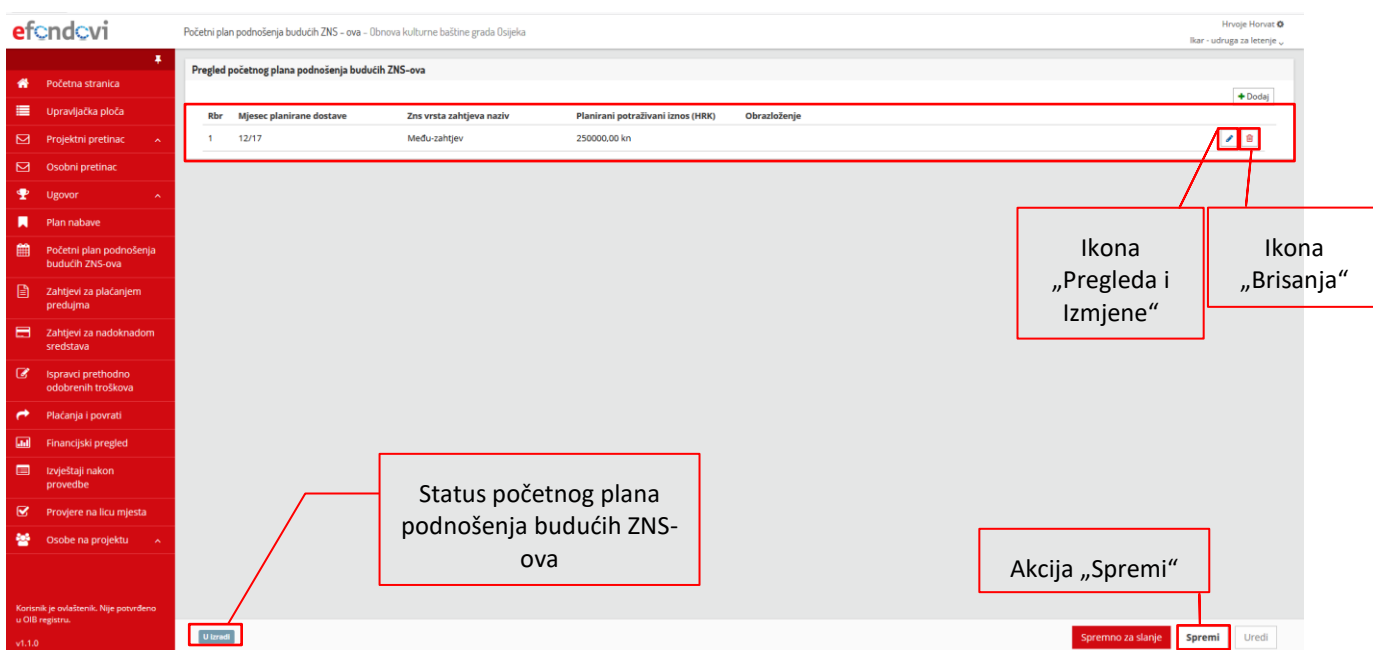 efondovi
Početni plan podnošenja budućih ZNS - ova - Obnova kulturne baštine grada Osijeka
Hrvoje Horvat
Ikar - udruga za letenje
Početna stranica
Upravljačka ploča
Projektni pretinac
Osobni pretinac
Ugovor
Plan nabave
Početni plan podnošenja
budućih ZNS-ova
Zahtjevi za plaćanjem
predujma
Zahtjevi za nadoknadom
sredstava
Ispravci prethodno
odobrenih troškova
Plaćanja i povrati
Financijski pregled
Izvještaji nakon
provedbe
Provjere na licu mjesta
Osobe na projektu
Korisnik je ovlaštenik. Nije potvrđeno
u OIB registru.
v1.1.0
Pregled početnog plana podnošenja budućih ZNS-ova
Dodaj
Rbr Mjesec planirane dostave Zns vrsta zahtjeva naziv Planirani potraživani iznos (HRK) Obrazloženje
1 12/17 Među-zahtjev 250000,00 kn
Ikona
„Pregleda i
Izmjene“
Ikona
„Brisanja“
Status početnog plana
podnošenja budućih ZNS-
ova
Akcija „Spremi“
U izradi
Spremno za slanje Spremi Uredi